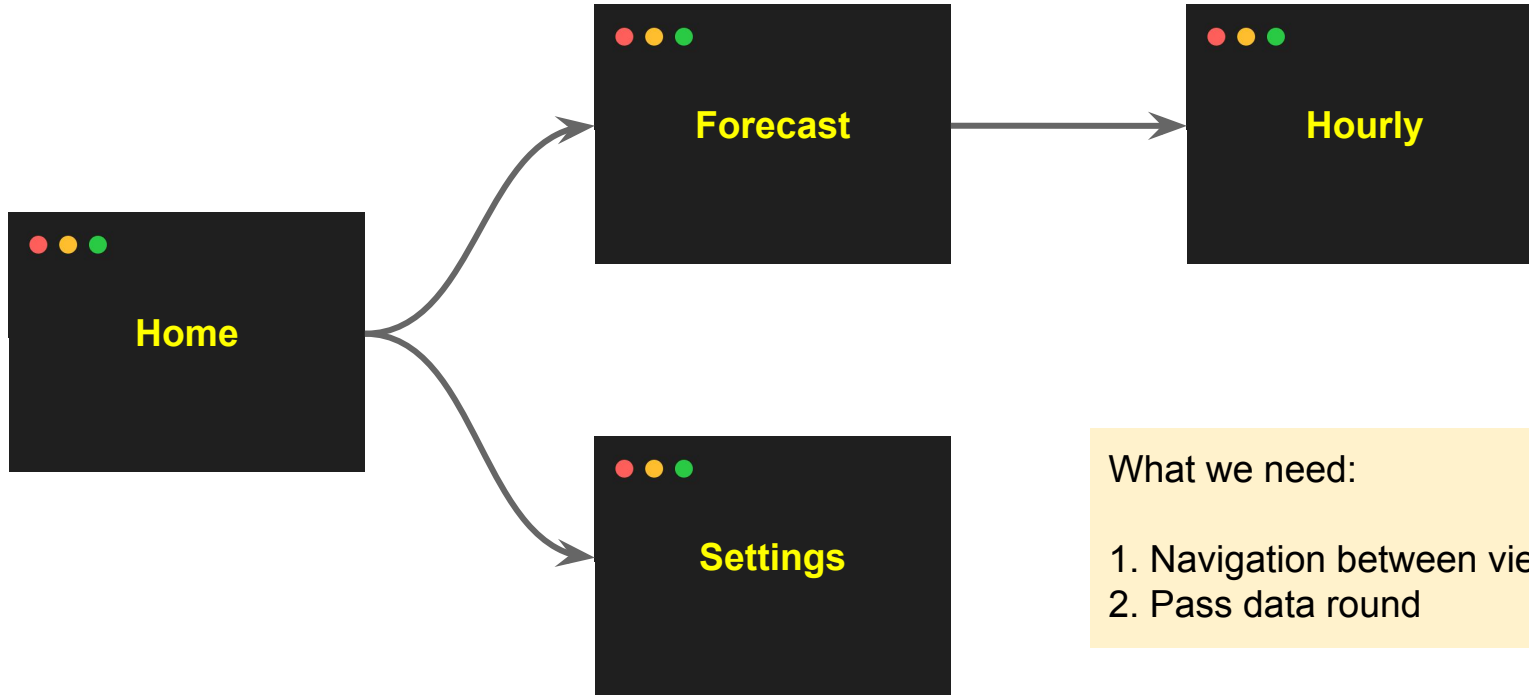 Forecast
Hourly
Home
Settings
What we need:
1. Navigation between
2. Pass data round